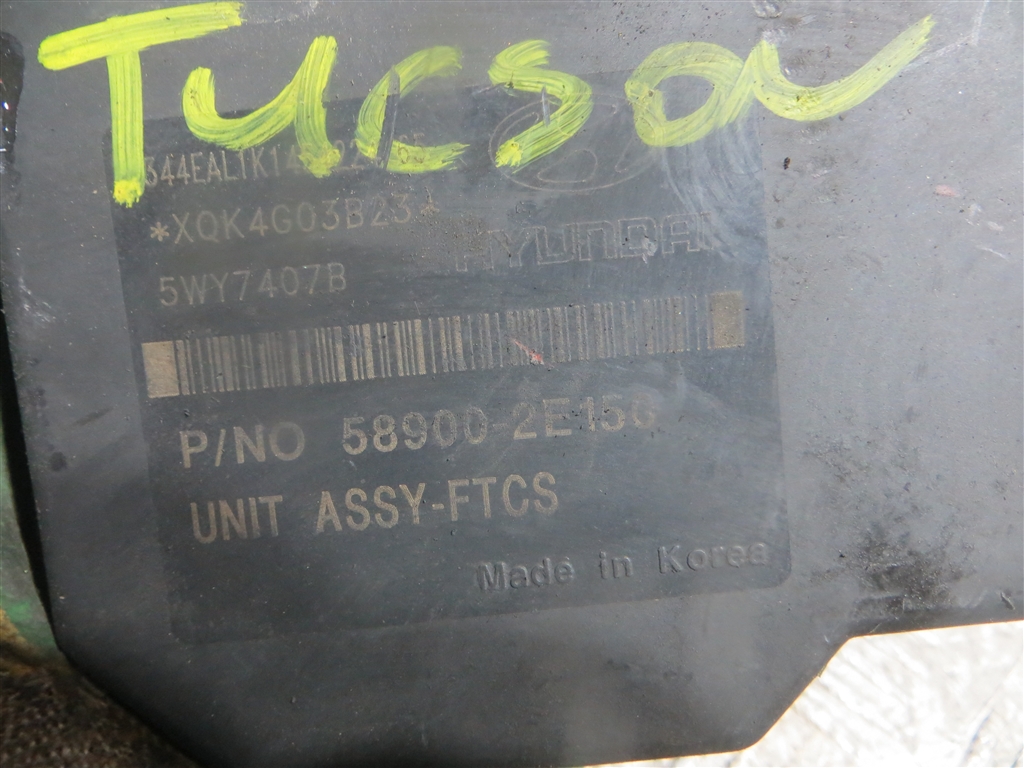 Tucson
*XQK4G03B23*
HYUNDAI
5WY7407B
P/NO 58900-2E150
UNIT ASSY-FTCS
Made in Korea